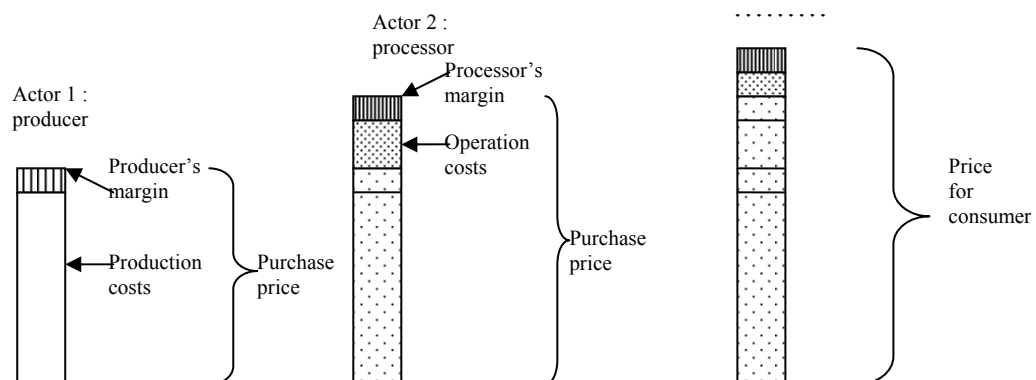 Actor 1 :
producer
Producer's
margin
Production
costs
Purchase
price
Actor 2 :
processor
Processor's
margin
Operation
costs
Purchase
price
.........
Price
for
consumer